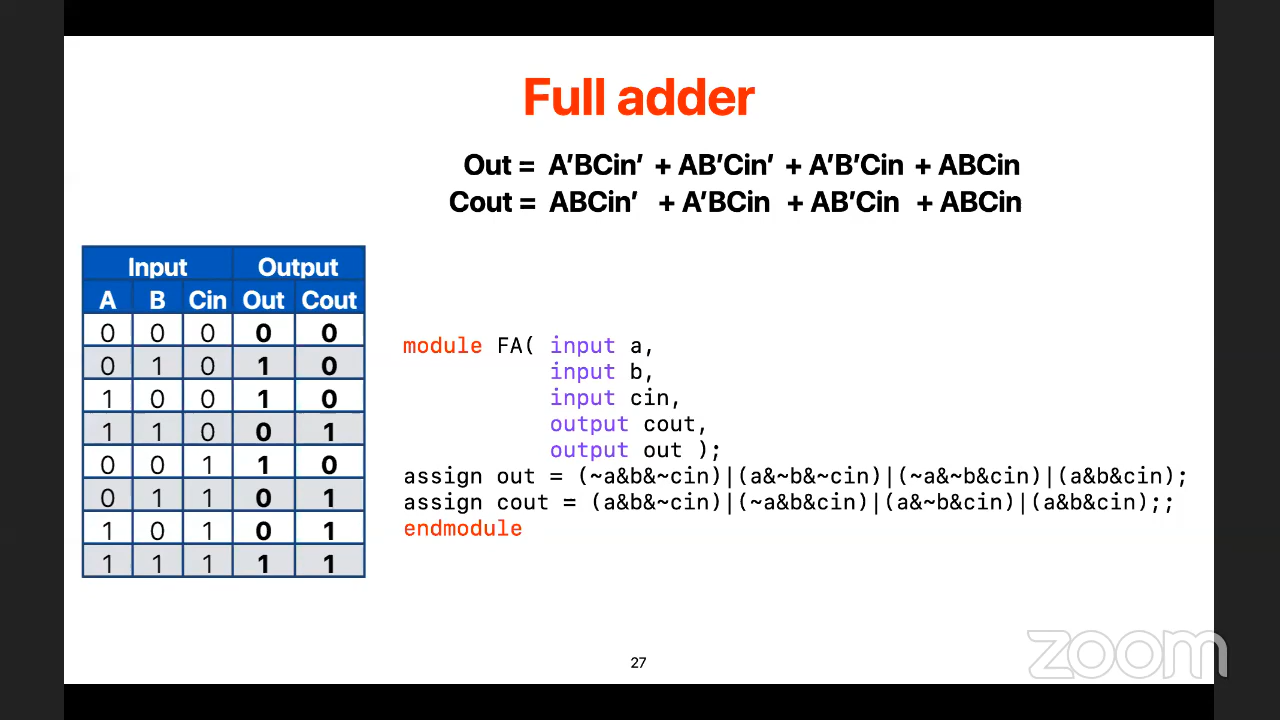 Full adder
Out = A′BCin′ + AB′Cin′ + A′B′Cin + ABCin
Cout = ABCin′ + A′BCin + AB′Cin + ABCin
Input Output
A B Cin Out Cout
0 0 0 0 0
0 1 0 1 0
1 0 0 1 0
1 1 0 0 1
0 0 1 1 0
0 1 1 0 1
1 0 1 0 1
1 1 1 1 1
module FA( input a,
input b,
input cin,
output cout,
output out );
assign out = (~a&b&~cin)|(a&~b&~cin)|(~a&~b&cin)|(a&b&cin);
assign cout = (a&b&~cin)|(~a&b&cin)|(a&~b&cin)|(a&b&cin);;
endmodule
27
zoom